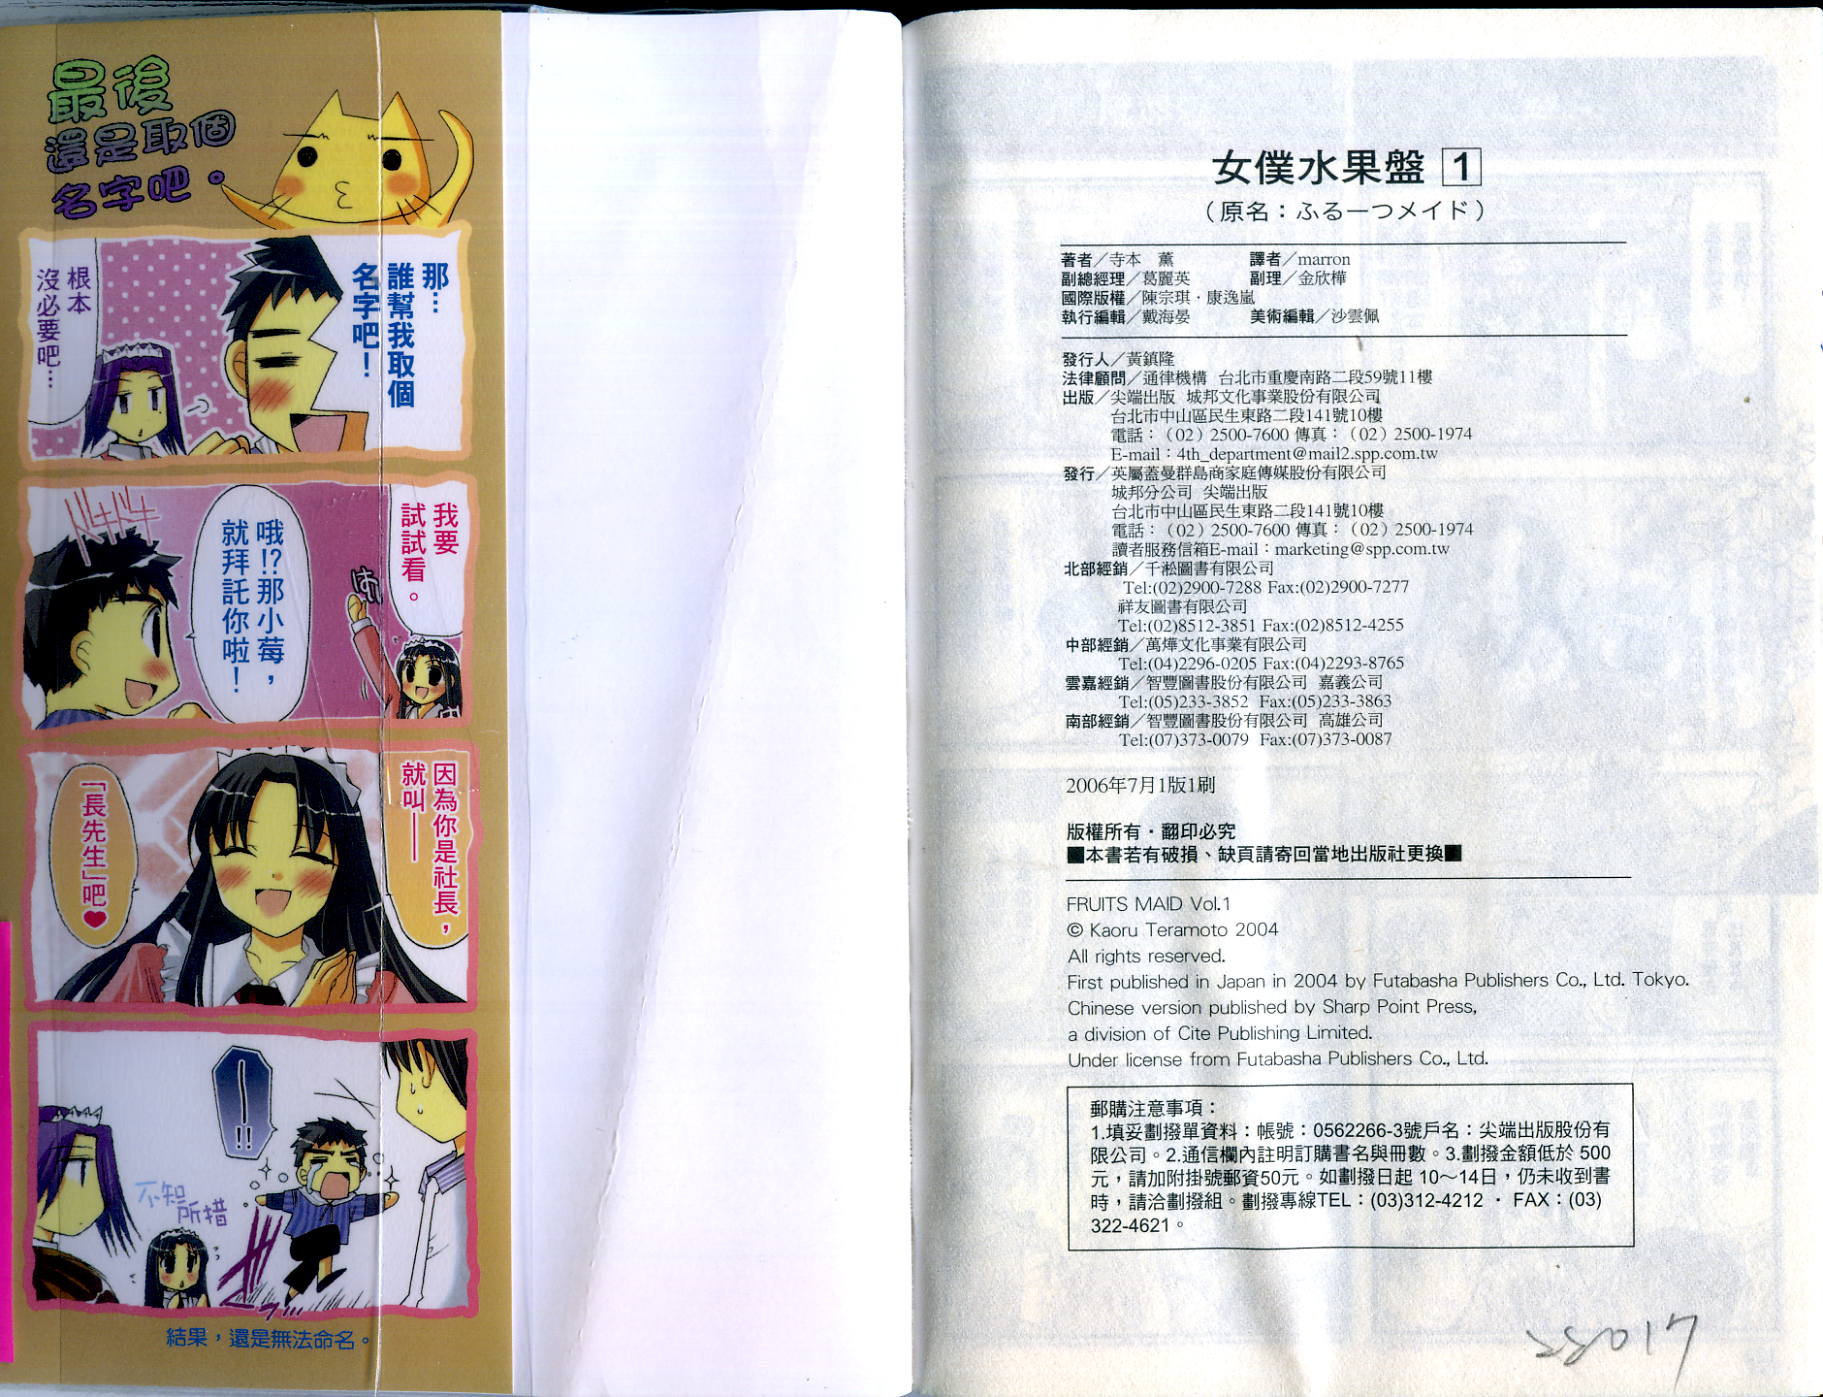 最後
還是取個
名字吧。
那…
誰幫我取個
名字吧！
根本
沒必要吧…
我要
試試看。
哦!?那小莓，
就拜託你啦！
因為你是社長，
就叫——
「長先生」吧♥
——!!
不知
所措
結果，還是無法命名。
女僕水果盤 1
（原名：ふるーつメイド）
著者／寺本　薰　譯者／marron
副總經理／葛麗英　副理／金欣樺
國際版權／陳宗琪・康逸嵐
執行編輯／戴海晏　美術編輯／沙雲佩
發行人／黃鎮隆
法律顧問／通律機構　台北市重慶南路二段59號11樓
出版／尖端出版　城邦文化事業股份有限公司
台北市中山區民生東路二段141號10樓
電話：（02）2500-7600 傳真：（02）2500-1974
E-mail：4th_department@mail2.spp.com.tw
發行／英屬蓋曼群島商家庭傳媒股份有限公司
城邦分公司　尖端出版
台北市中山區民生東路二段141號10樓
電話：（02）2500-7600 傳真：（02）2500-1974
讀者服務信箱E-mail：marketing@spp.com.tw
北部經銷／千淞圖書有限公司
Tel:(02)2900-7288 Fax:(02)2900-7277
祥友圖書有限公司
Tel:(02)8512-3851 Fax:(02)8512-4255
中部經銷／萬燁文化事業有限公司
Tel:(04)2296-0205 Fax:(04)2293-8765
雲嘉經銷／智豐圖書股份有限公司　嘉義公司
Tel:(05)233-3852 Fax:(05)233-3863
南部經銷／智豐圖書股份有限公司　高雄公司
Tel:(07)373-0079 Fax:(07)373-0087
2006年7月1版1刷
版權所有・翻印必究
■本書若有破損、缺頁請寄回當地出版社更換■
FRUITS MAID Vol.1
© Kaoru Teramoto 2004
All rights reserved.
First published in Japan in 2004 by Futabasha Publishers Co., Ltd. Tokyo.
Chinese version published by Sharp Point Press,
a division of Cite Publishing Limited.
Under license from Futabasha Publishers Co., Ltd.
郵購注意事項：
1.填妥劃撥單資料：帳號：0562266-3號戶名：尖端出版股份有
限公司。2.通信欄內註明訂購書名與冊數。3.劃撥金額低於 500
元，請加附掛號郵資50元。如劃撥日起 10～14日，仍未收到書
時，請洽劃撥組。劃撥專線TEL：(03)312-4212 ・ FAX：(03)
322-4621。